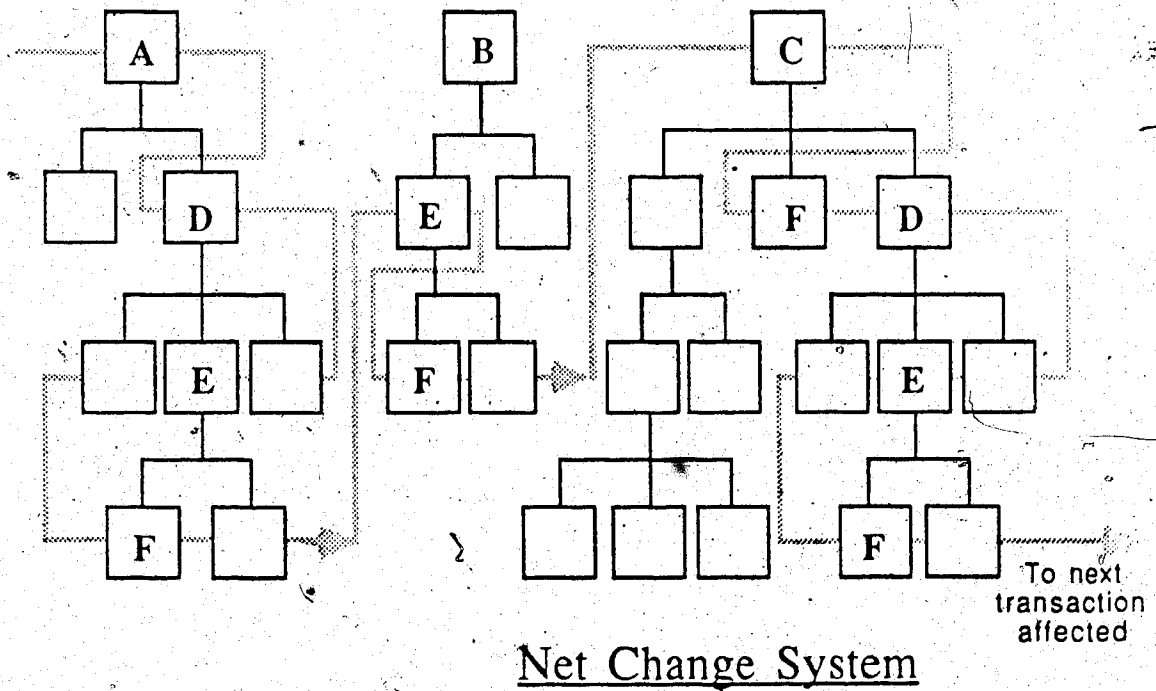 A
B
C
D
E
F
D
E
F
E
F
F
To next
transaction
affected
Net Change System